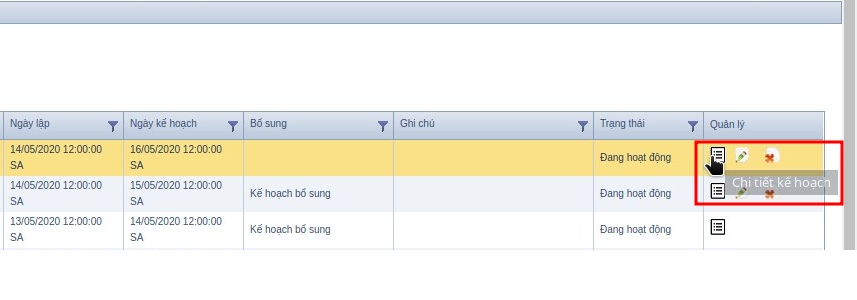 Ngày lập Ngày kế hoạch Bổ sung Ghi chú Trạng thái Quản lý
14/05/2020 12:00:00 SA 16/05/2020 12:00:00 SA Đang hoạt động
Chi tiết kế hoạch
14/05/2020 12:00:00 SA 15/05/2020 12:00:00 SA Kế hoạch bổ sung Đang hoạt động
13/05/2020 12:00:00 SA 14/05/2020 12:00:00 SA Kế hoạch bổ sung Đang hoạt động